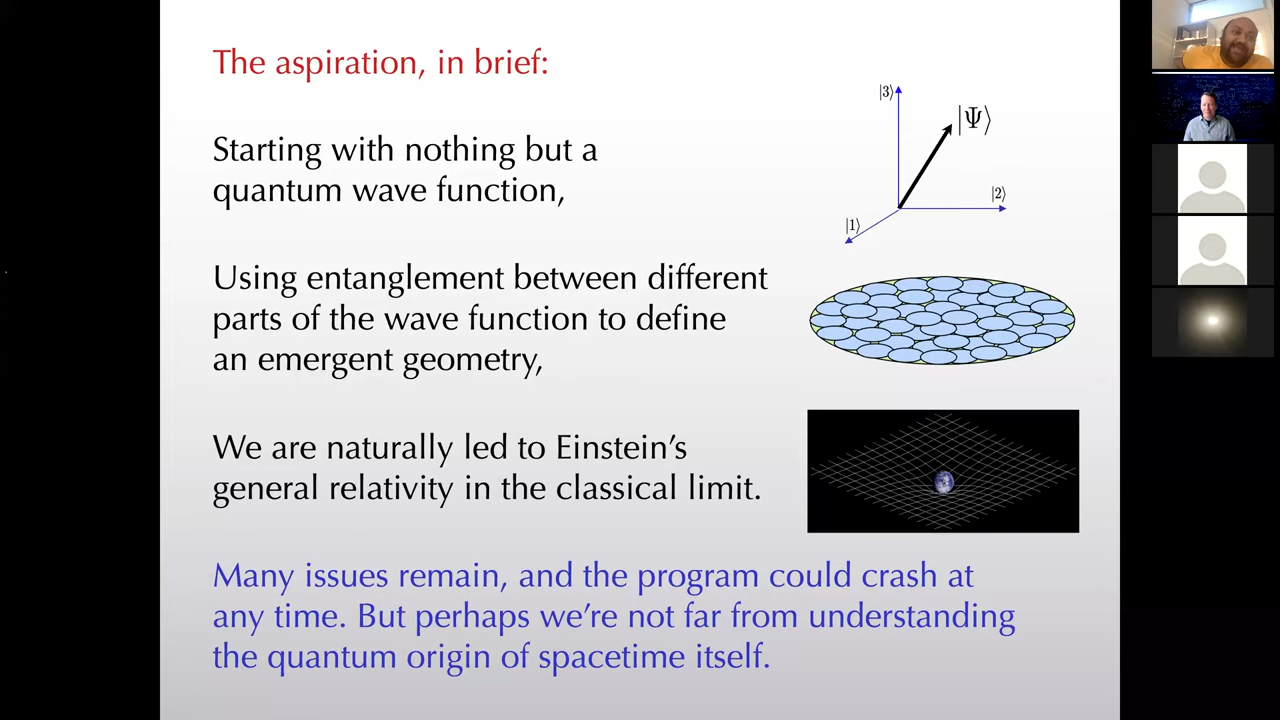 The aspiration, in brief:
|3⟩
|Ψ⟩
Starting with nothing but a
quantum wave function,
|2⟩
|1⟩
Using entanglement between different
parts of the wave function to define
an emergent geometry,
We are naturally led to Einstein's
general relativity in the classical limit.
Many issues remain, and the program could crash at
any time. But perhaps we're not far from understanding
the quantum origin of spacetime itself.